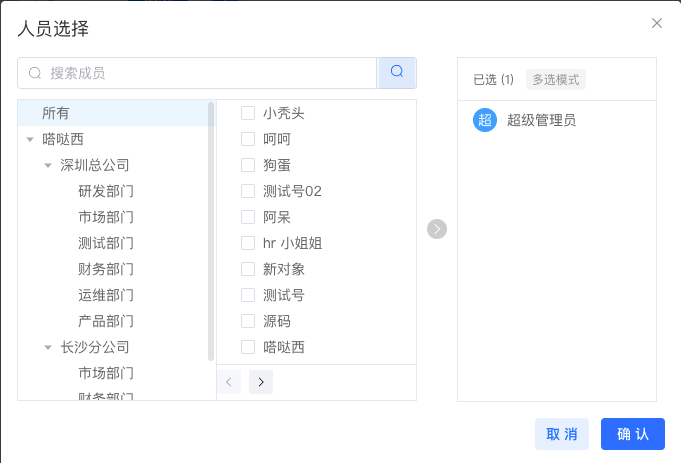 人员选择
搜索成员
所有
嗒哒西
深圳总公司
研发部门
市场部门
测试部门
财务部门
运维部门
产品部门
长沙分公司
市场部门
财务部门
小秃头
呵呵
狗蛋
测试号02
阿呆
hr 小姐姐
新对象
测试号
源码
嗒哒西
已选 (1) 多选模式
超 超级管理员
取 消 确 认